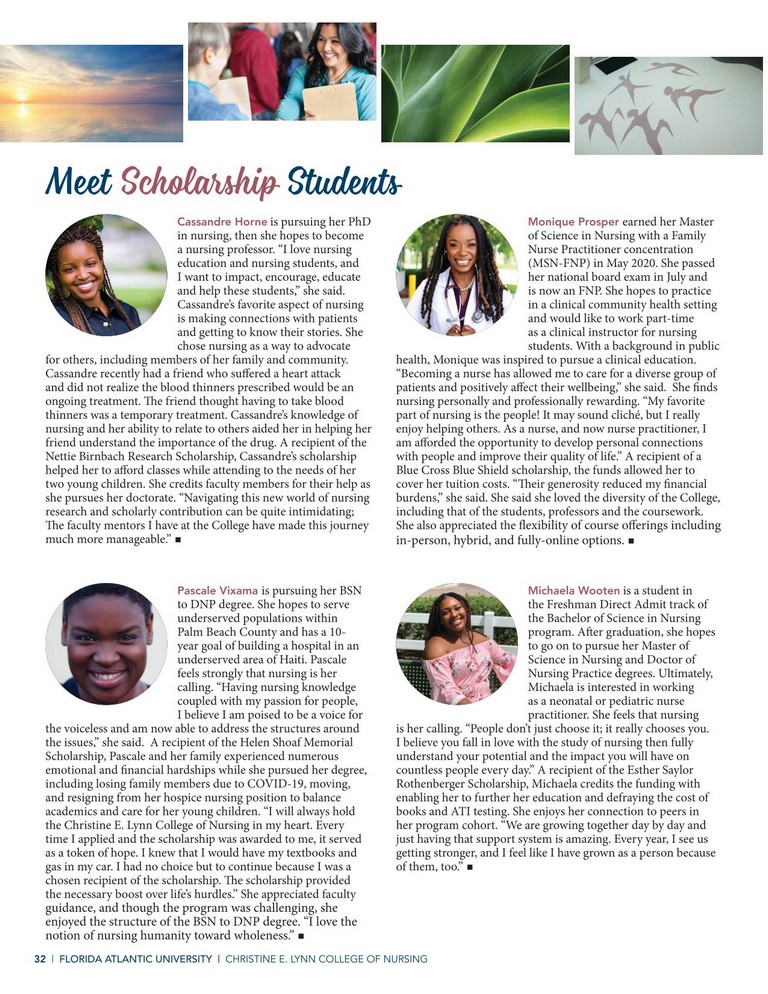 Meet Scholarship Students
Cassandre Horne is pursuing her PhD
in nursing, then she hopes to become
a nursing professor. “I love nursing
education and nursing students, and
I want to impact, encourage, educate
and help these students,” she said.
Cassandre’s favorite aspect of nursing
is making connections with patients
and getting to know their stories. She
chose nursing as a way to advocate
for others, including members of her family and community.
Cassandre recently had a friend who suffered a heart attack
and did not realize the blood thinners prescribed would be an
ongoing treatment. The friend thought having to take blood
thinners was a temporary treatment. Cassandre’s knowledge of
nursing and her ability to relate to others aided her in helping her
friend understand the importance of the drug. A recipient of the
Nettie Birnbach Research Scholarship, Cassandre’s scholarship
helped her to afford classes while attending to the needs of her
two young children. She credits faculty members for their help as
she pursues her doctorate. “Navigating this new world of nursing
research and scholarly contribution can be quite intimidating;
The faculty mentors I have at the College have made this journey
much more manageable.” ■
Monique Prosper earned her Master
of Science in Nursing with a Family
Nurse Practitioner concentration
(MSN-FNP) in May 2020. She passed
her national board exam in July and
is now an FNP. She hopes to practice
in a clinical community health setting
and would like to work part-time
as a clinical instructor for nursing
students. With a background in public
health, Monique was inspired to pursue a clinical education.
“Becoming a nurse has allowed me to care for a diverse group of
patients and positively affect their wellbeing,” she said.  She finds
nursing personally and professionally rewarding. “My favorite
part of nursing is the people! It may sound cliché, but I really
enjoy helping others. As a nurse, and now nurse practitioner, I
am afforded the opportunity to develop personal connections
with people and improve their quality of life.” A recipient of a
Blue Cross Blue Shield scholarship, the funds allowed her to
cover her tuition costs. “Their generosity reduced my financial
burdens,” she said. She said she loved the diversity of the College,
including that of the students, professors and the coursework.
She also appreciated the flexibility of course offerings including
in-person, hybrid, and fully-online options. ■
Pascale Vixama is pursuing her BSN
to DNP degree. She hopes to serve
underserved populations within
Palm Beach County and has a 10-
year goal of building a hospital in an
underserved area of Haiti. Pascale
feels strongly that nursing is her
calling. “Having nursing knowledge
coupled with my passion for people,
I believe I am poised to be a voice for
the voiceless and am now able to address the structures around
the issues,” she said.  A recipient of the Helen Shoaf Memorial
Scholarship, Pascale and her family experienced numerous
emotional and financial hardships while she pursued her degree,
including losing family members due to COVID-19, moving,
and resigning from her hospice nursing position to balance
academics and care for her young children. “I will always hold
the Christine E. Lynn College of Nursing in my heart. Every
time I applied and the scholarship was awarded to me, it served
as a token of hope. I knew that I would have my textbooks and
gas in my car. I had no choice but to continue because I was a
chosen recipient of the scholarship. The scholarship provided
the necessary boost over life’s hurdles.” She appreciated faculty
guidance, and though the program was challenging, she
enjoyed the structure of the BSN to DNP degree. “I love the
notion of nursing humanity toward wholeness.” ■
Michaela Wooten is a student in
the Freshman Direct Admit track of
the Bachelor of Science in Nursing
program. After graduation, she hopes
to go on to pursue her Master of
Science in Nursing and Doctor of
Nursing Practice degrees. Ultimately,
Michaela is interested in working
as a neonatal or pediatric nurse
practitioner. She feels that nursing
is her calling. “People don’t just choose it; it really chooses you.
I believe you fall in love with the study of nursing then fully
understand your potential and the impact you will have on
countless people every day.” A recipient of the Esther Saylor
Rothenberger Scholarship, Michaela credits the funding with
enabling her to further her education and defraying the cost of
books and ATI testing. She enjoys her connection to peers in
her program cohort. “We are growing together day by day and
just having that support system is amazing. Every year, I see us
getting stronger, and I feel like I have grown as a person because
of them, too.” ■
32 | FLORIDA ATLANTIC UNIVERSITY | CHRISTINE E. LYNN COLLEGE OF NURSING